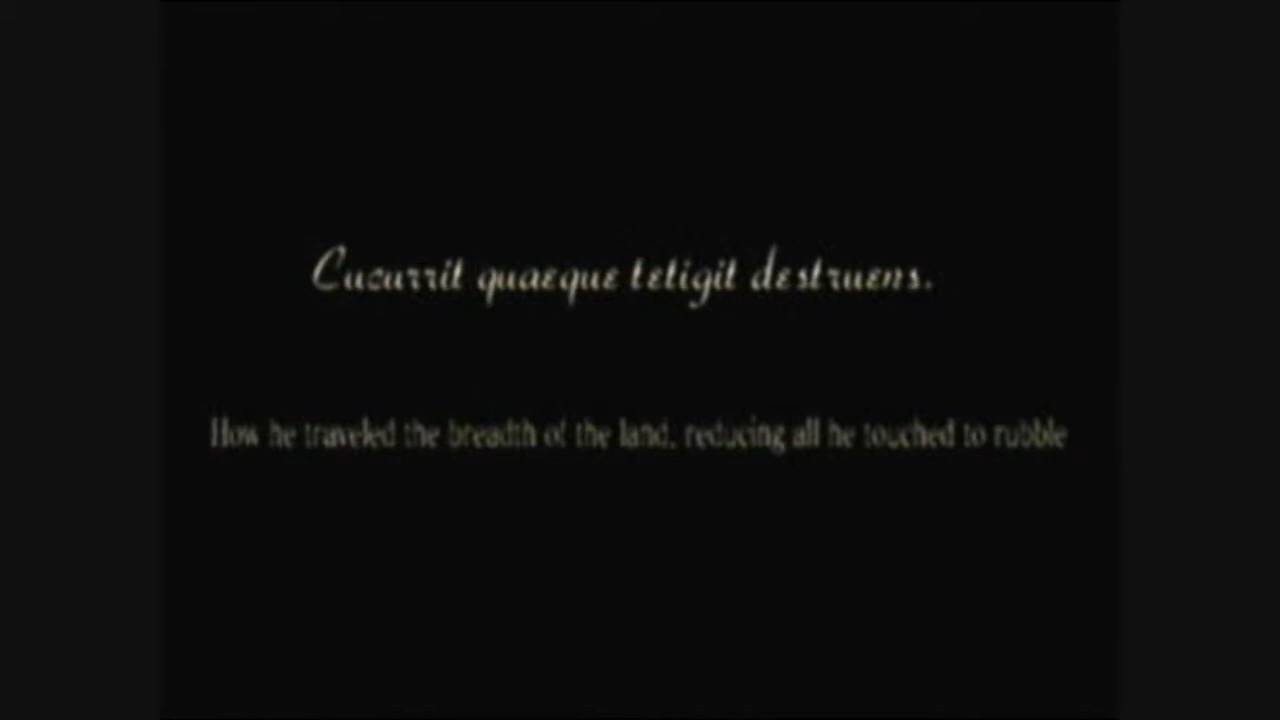 Cucurrit quaeque tetigit destruens.
How he traveled the breadth of the land, reducing all he touched to rubble